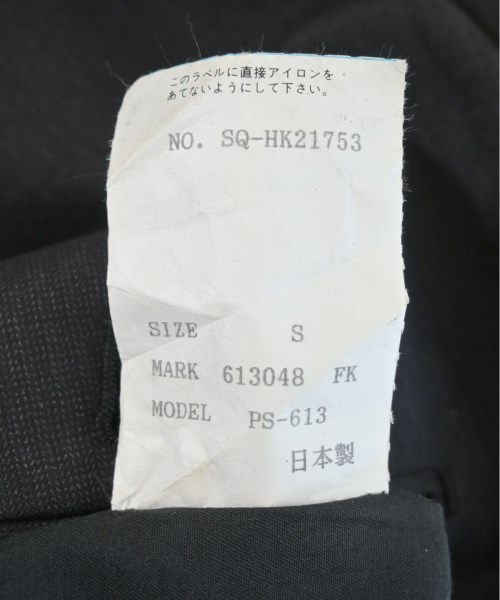 このラベルに直接アイロンを
あてないようにして下さい。
NO. SQ-HK21753
SIZE S
MARK 613048 FK
MODEL PS-613
日本製